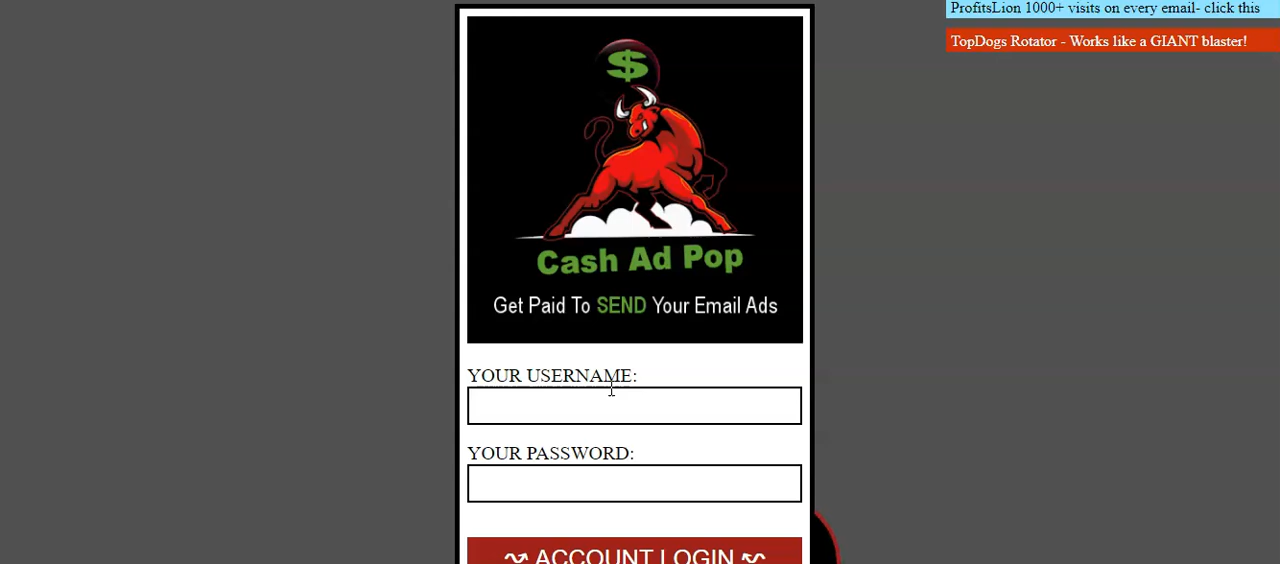 ProfitsLion 1000+ visits on every email- click this
TopDogs Rotator - Works like a GIANT blaster!
$
Cash Ad Pop
Get Paid To SEND Your Email Ads
YOUR USERNAME:
YOUR PASSWORD:
ACCOUNT LOGIN